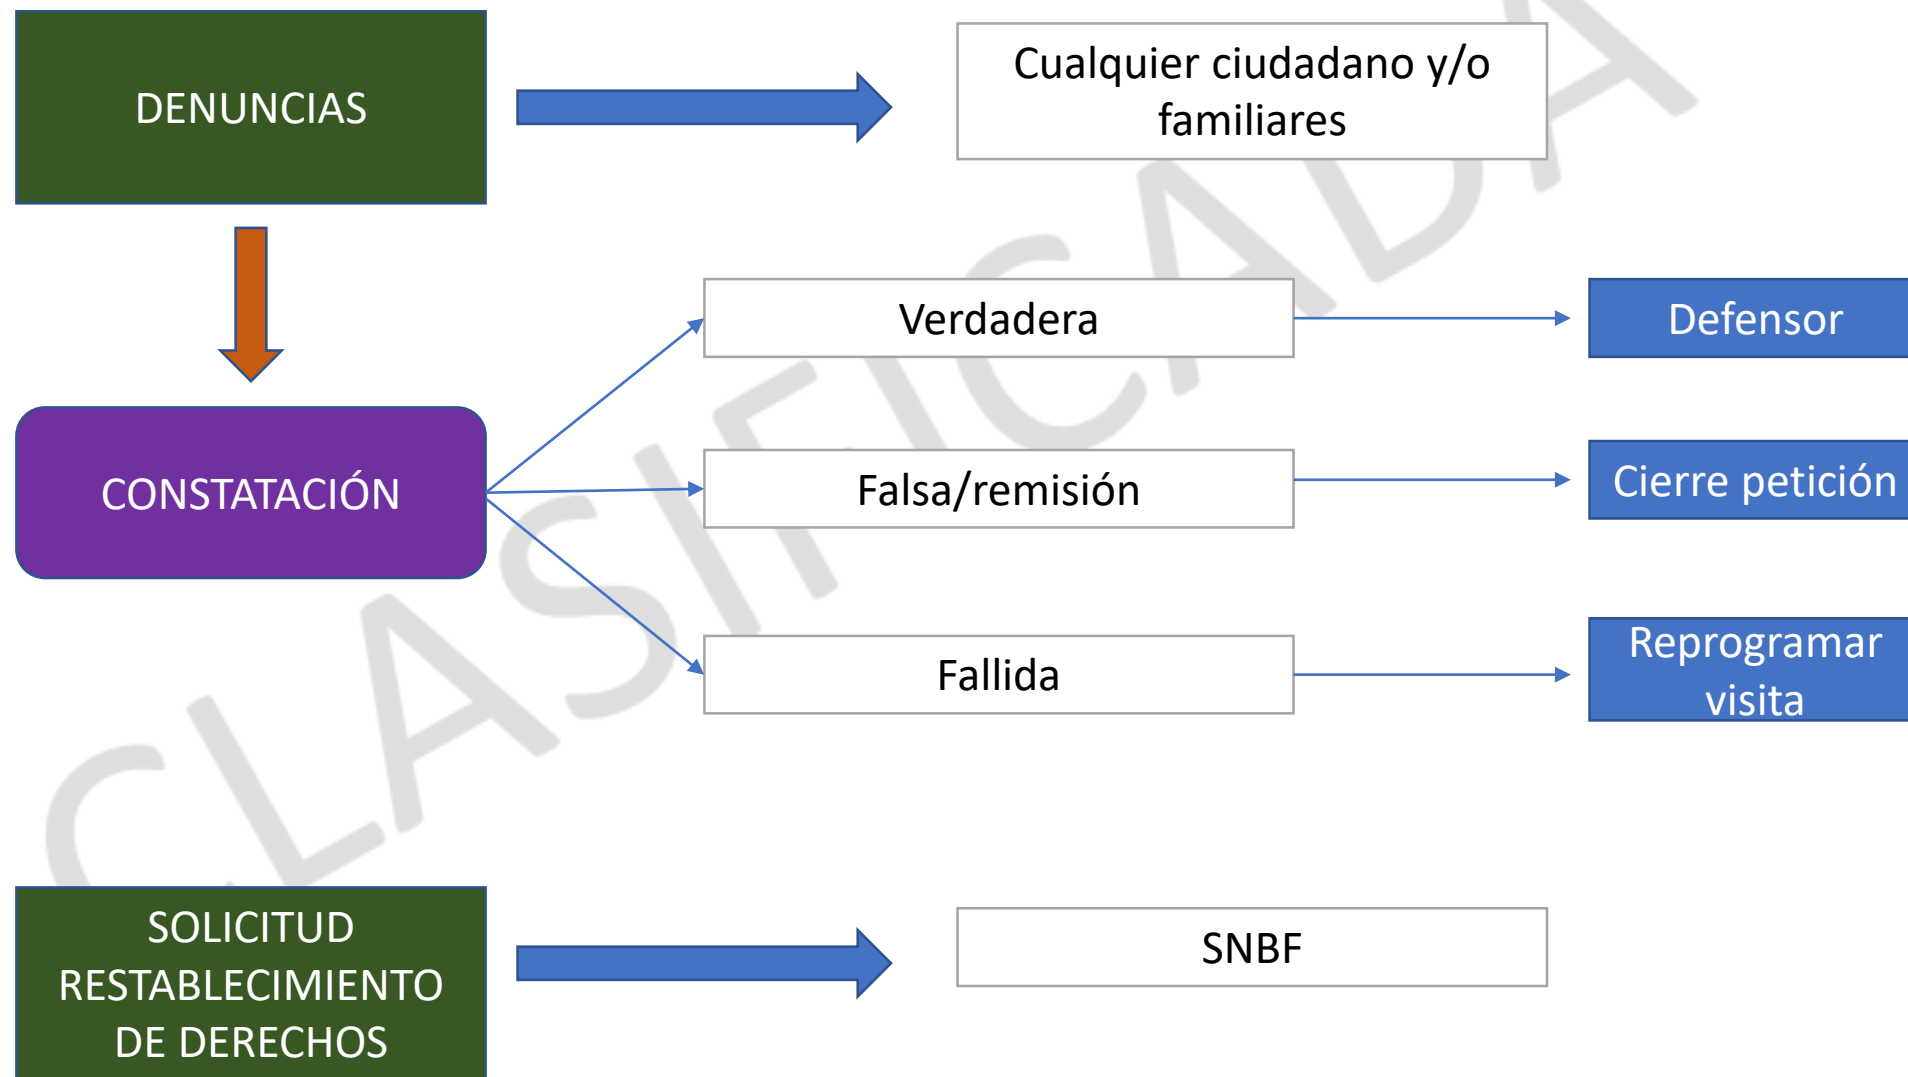 DENUNCIAS
Cualquier ciudadano y/o
familiares
Verdadera
Defensor
CONSTATACIÓN
Falsa/remisión
Cierre petición
Fallida
Reprogramar
visita
SOLICITUD
RESTABLECIMIENTO
DE DERECHOS
SNBF
CLASIFICADA